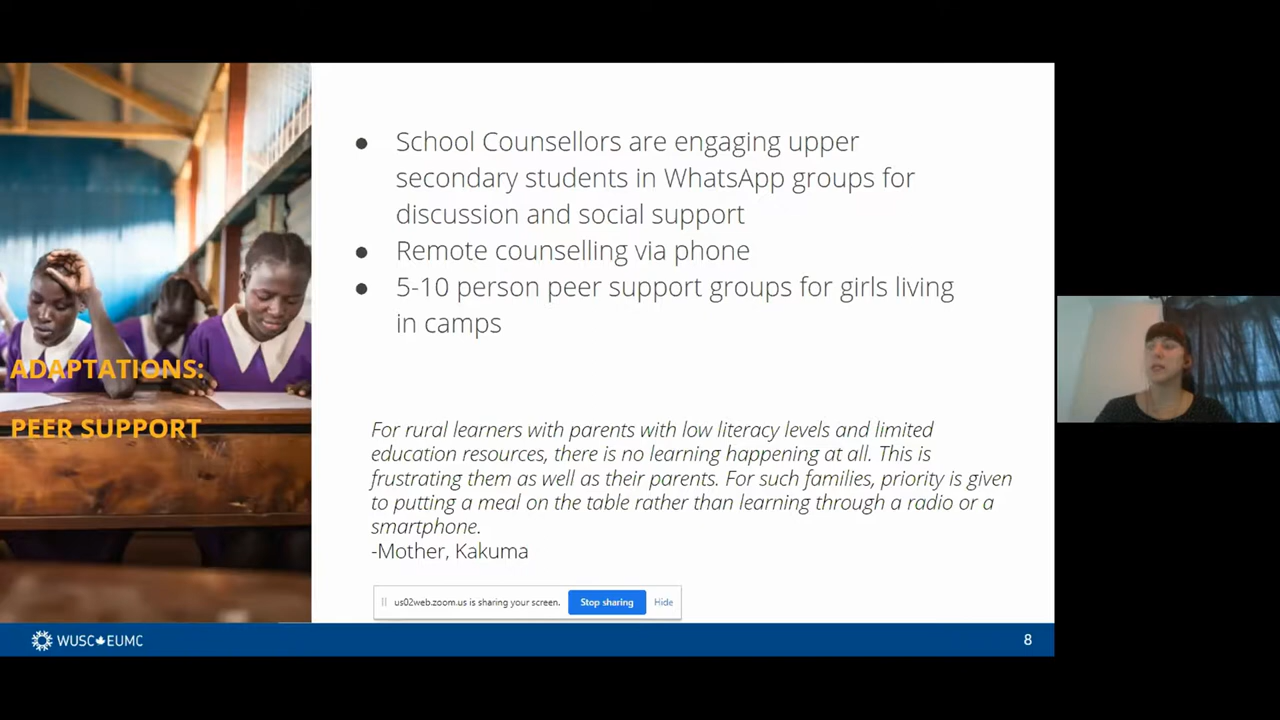 ● School Counsellors are engaging upper
secondary students in WhatsApp groups for
discussion and social support
● Remote counselling via phone
● 5-10 person peer support groups for girls living
in camps
ADAPTATIONS:
PEER SUPPORT
For rural learners with parents with low literacy levels and limited
education resources, there is no learning happening at all. This is
frustrating them as well as their parents. For such families, priority is given
to putting a meal on the table rather than learning through a radio or a
smartphone.
-Mother, Kakuma
us02web.zoom.us is sharing your screen. Stop sharing Hide
WUSC EUMC
8